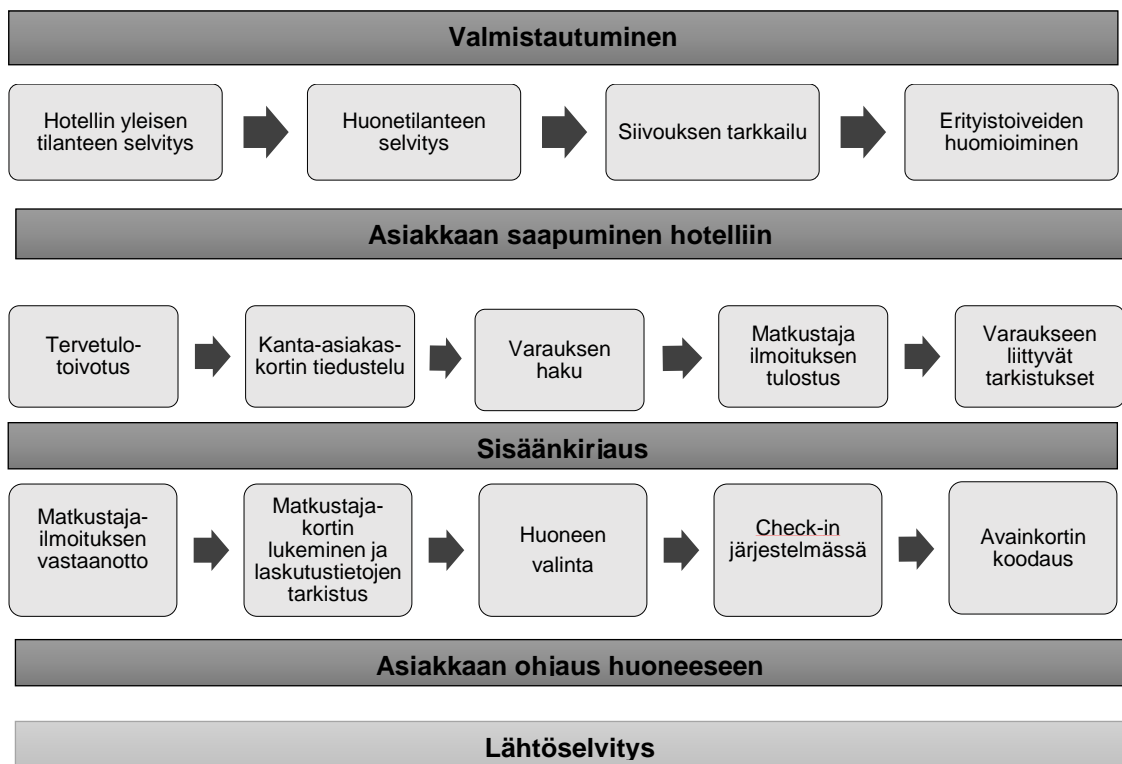 Valmistautuminen
Hotellin yleisen
tilanteen selvitys
Huonetilanteen
selvitys
Siivouksen tarkkailu
Erityistoiveiden
huomioiminen
Asiakkaan saapuminen hotelliin
Tervetulo-
toivotus
Kanta-asiakas-
kortin tiedustelu
Varauksen
haku
Matkustaja
ilmoituksen
tulostus
Varaukseen
liittyvät
tarkistukset
Sisäänkirjaus
Matkustaja-
ilmoituksen
vastaanotto
Matkustaja-
kortin
lukeminen ja
laskutustietojen
tarkistus
Huoneen
valinta
Check-in
järjestelmässä
Avainkortin
koodaus
Asiakkaan ohjaus huoneeseen
Lähtöselvitys